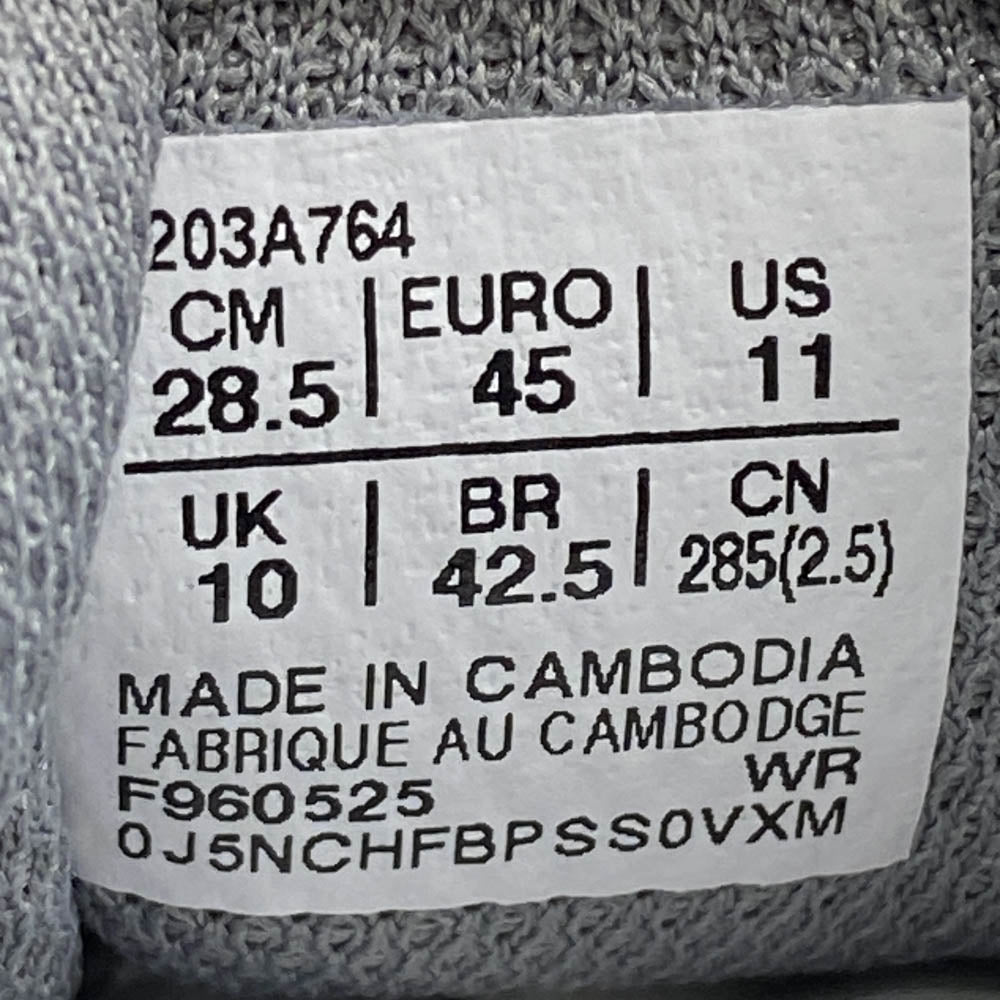 203A764
CM | EURO | US
28.5 | 45 | 11
UK | BR | CN
10 | 42.5 | 285(2.5)
MADE IN CAMBODIA
FABRIQUE AU CAMBODGE
F960525 WR
0J5NCHFBPSS0VXM